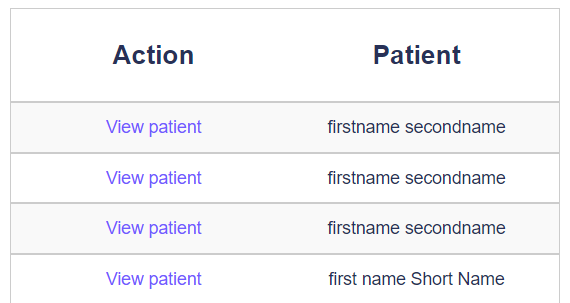 Action Patient
View patient firstname secondname
View patient firstname secondname
View patient firstname secondname
View patient first name Short Name